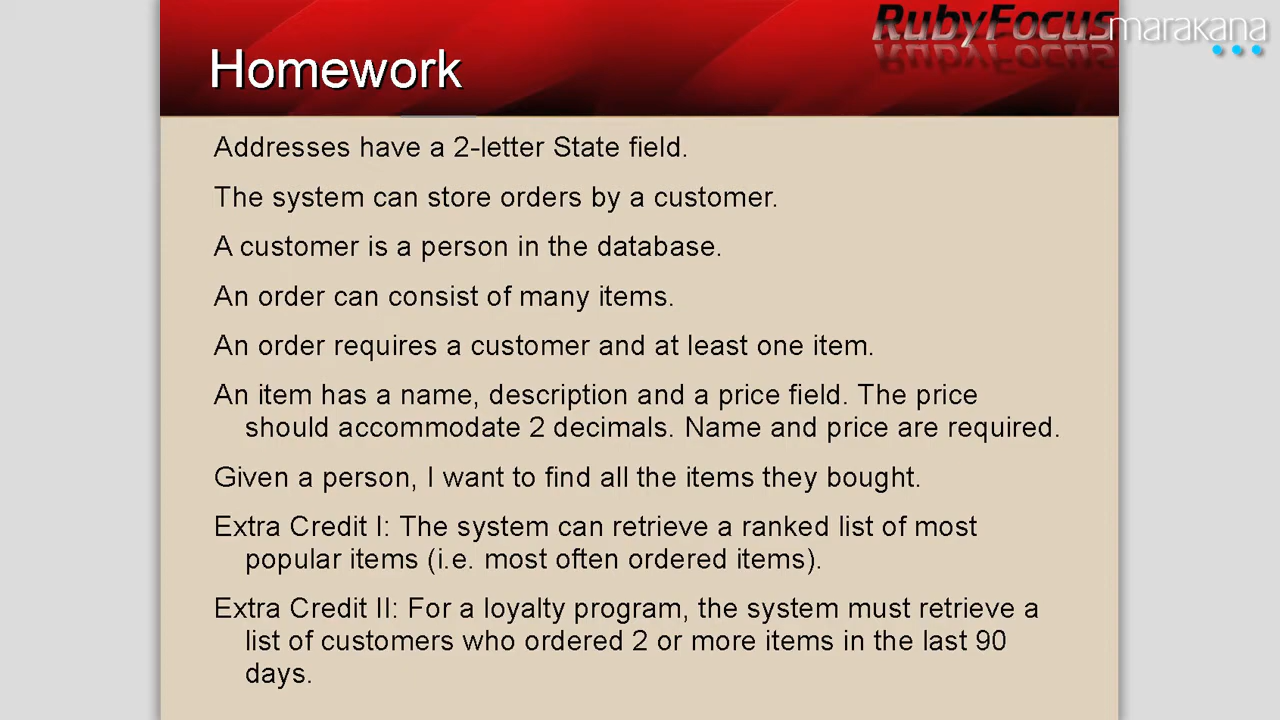 RubyFocus
marakana
Homework
Addresses have a 2-letter State field.
The system can store orders by a customer.
A customer is a person in the database.
An order can consist of many items.
An order requires a customer and at least one item.
An item has a name, description and a price field. The price
should accommodate 2 decimals. Name and price are required.
Given a person, I want to find all the items they bought.
Extra Credit I: The system can retrieve a ranked list of most
popular items (i.e. most often ordered items).
Extra Credit II: For a loyalty program, the system must retrieve a
list of customers who ordered 2 or more items in the last 90
days.